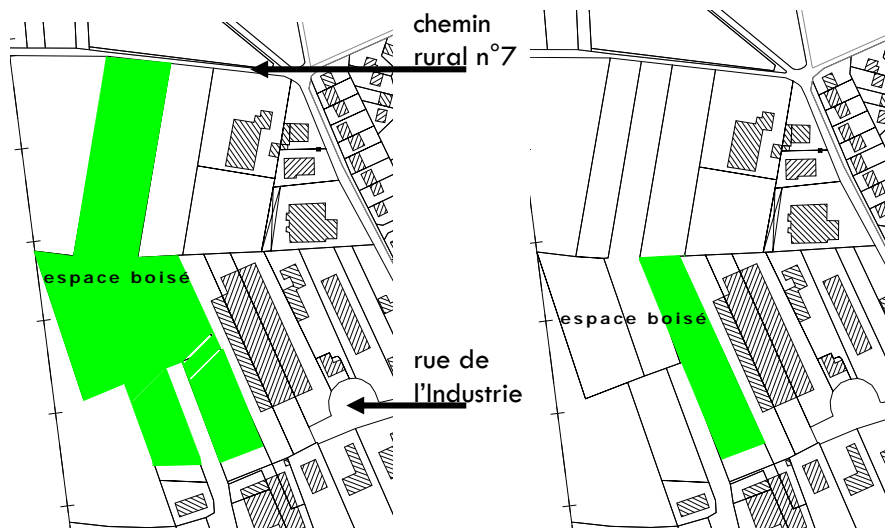 chemin
rural n°7
espace boisé
espace boisé
rue de
l'Industrie